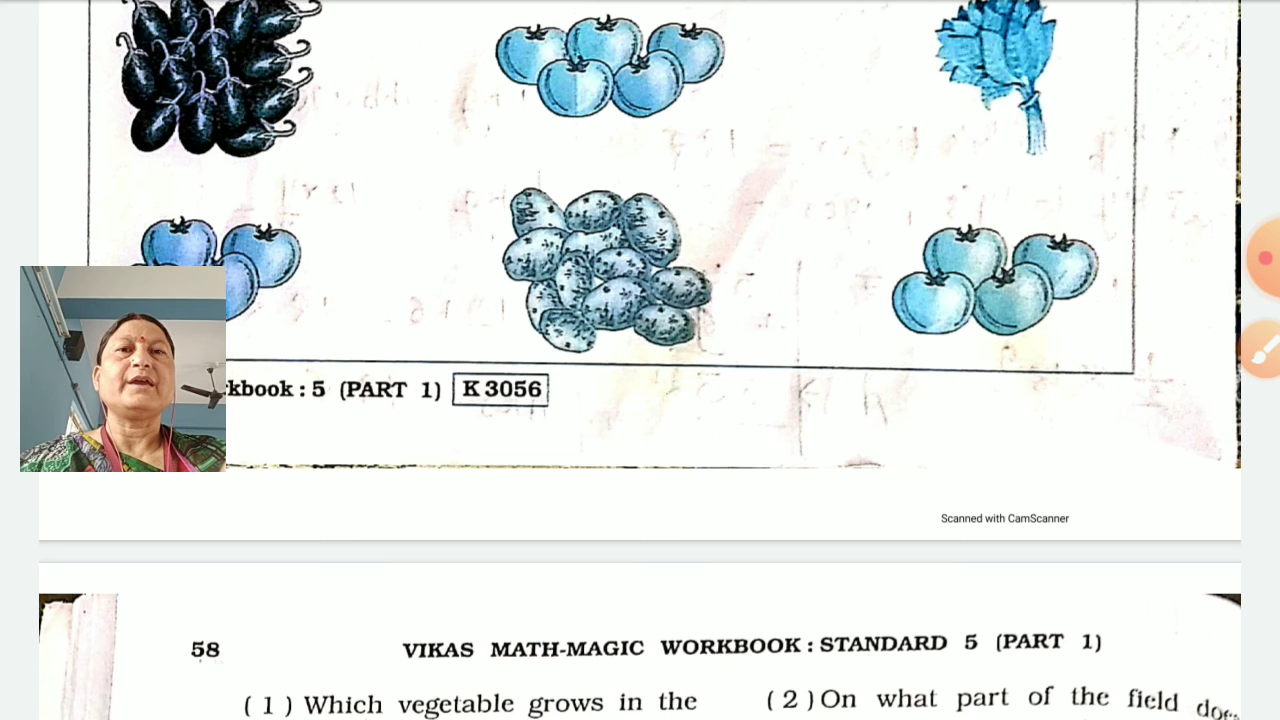 kbook : 5 (PART 1) K 3056
Scanned with CamScanner
58 VIKAS MATH-MAGIC WORKBOOK : STANDARD 5 (PART 1)
( 1 ) Which vegetable grows in the
( 2 ) On what part of the field